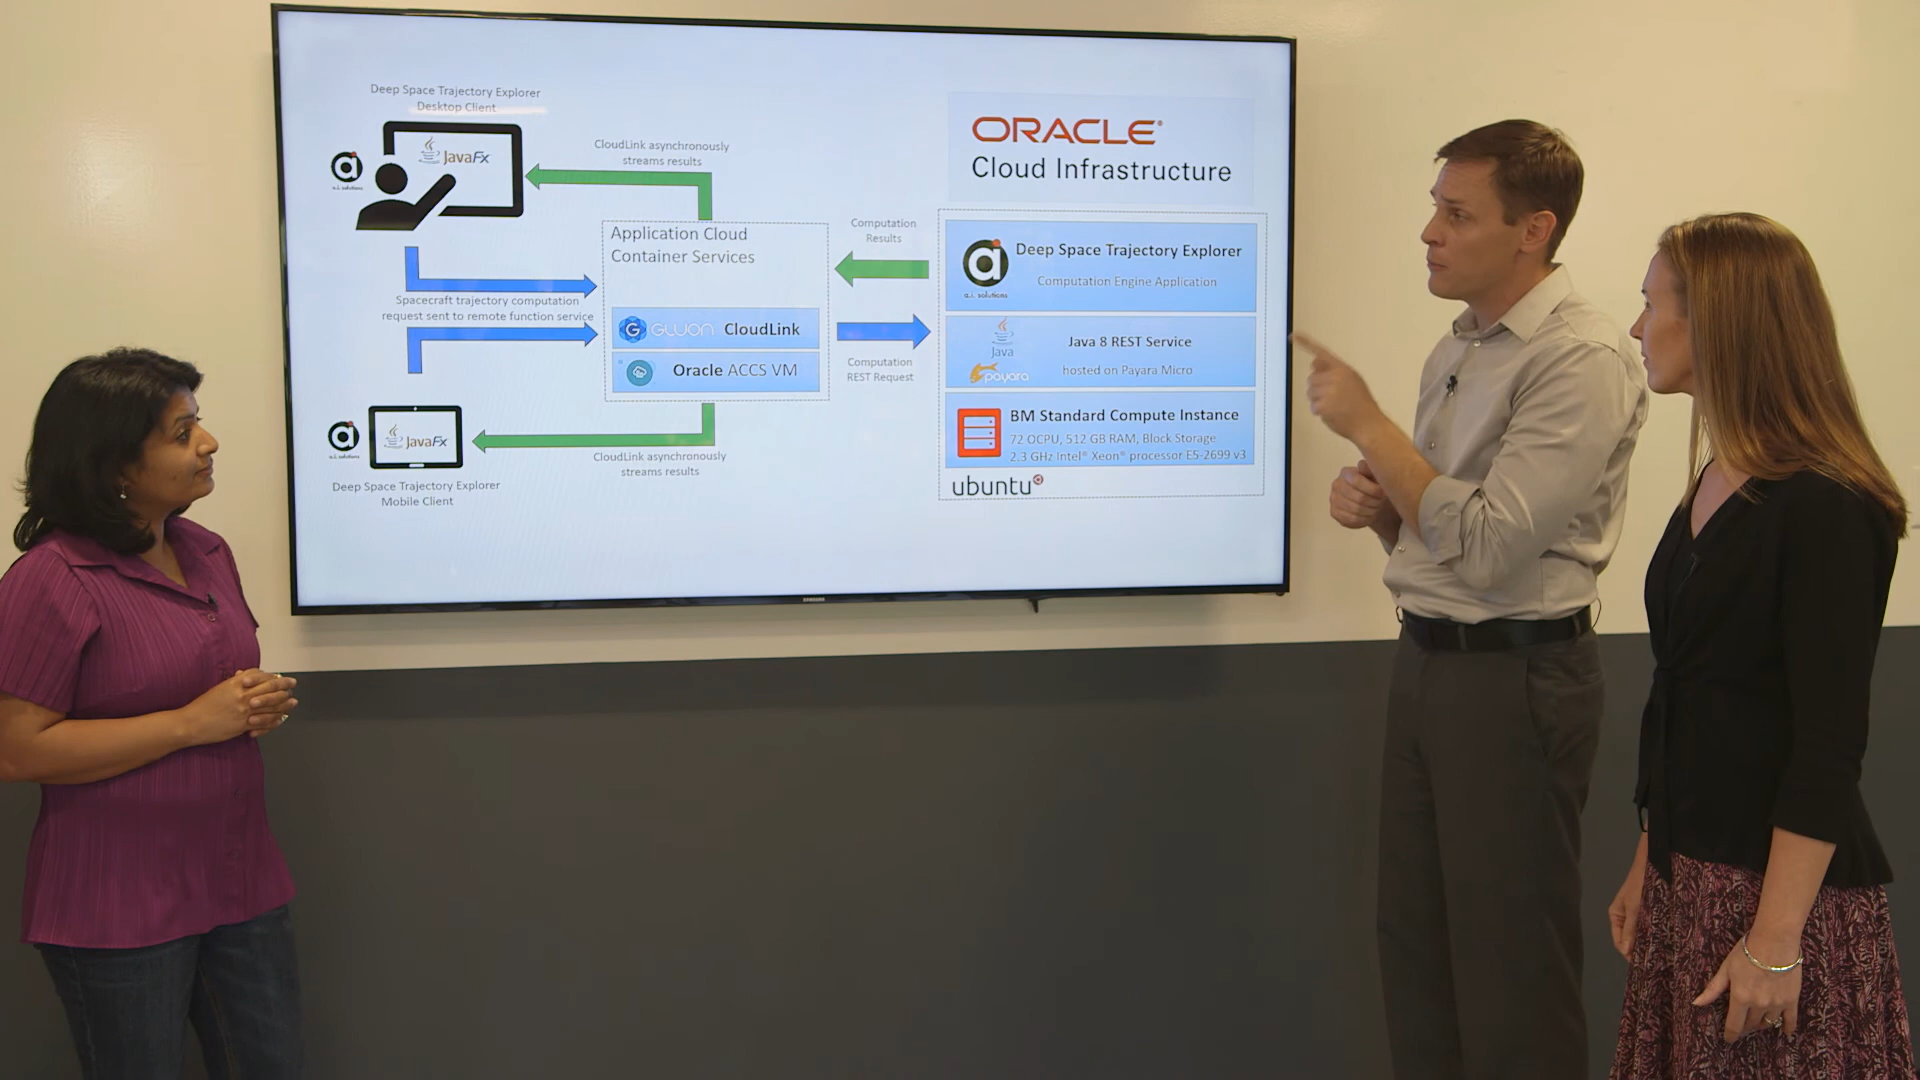 Deep Space Trajectory Explorer
Desktop Client
a.i. solutions
JavaFx
CloudLink asynchronously
streams results
Spacecraft trajectory computation
request sent to remote function service
a.i. solutions
JavaFx
Deep Space Trajectory Explorer
Mobile Client
Application Cloud
Container Services
G GLUON CloudLink
Oracle ACCS VM
CloudLink asynchronously
streams results
Computation
Results
Computation
REST Request
ORACLE®
Cloud Infrastructure
a.i. solutions
Deep Space Trajectory Explorer
Computation Engine Application
Java
payara
Java 8 REST Service
hosted on Payara Micro
BM Standard Compute Instance
72 OCPU, 512 GB RAM, Block Storage
2.3 GHz Intel® Xeon® processor E5-2699 v3
ubuntu
SAMSUNG